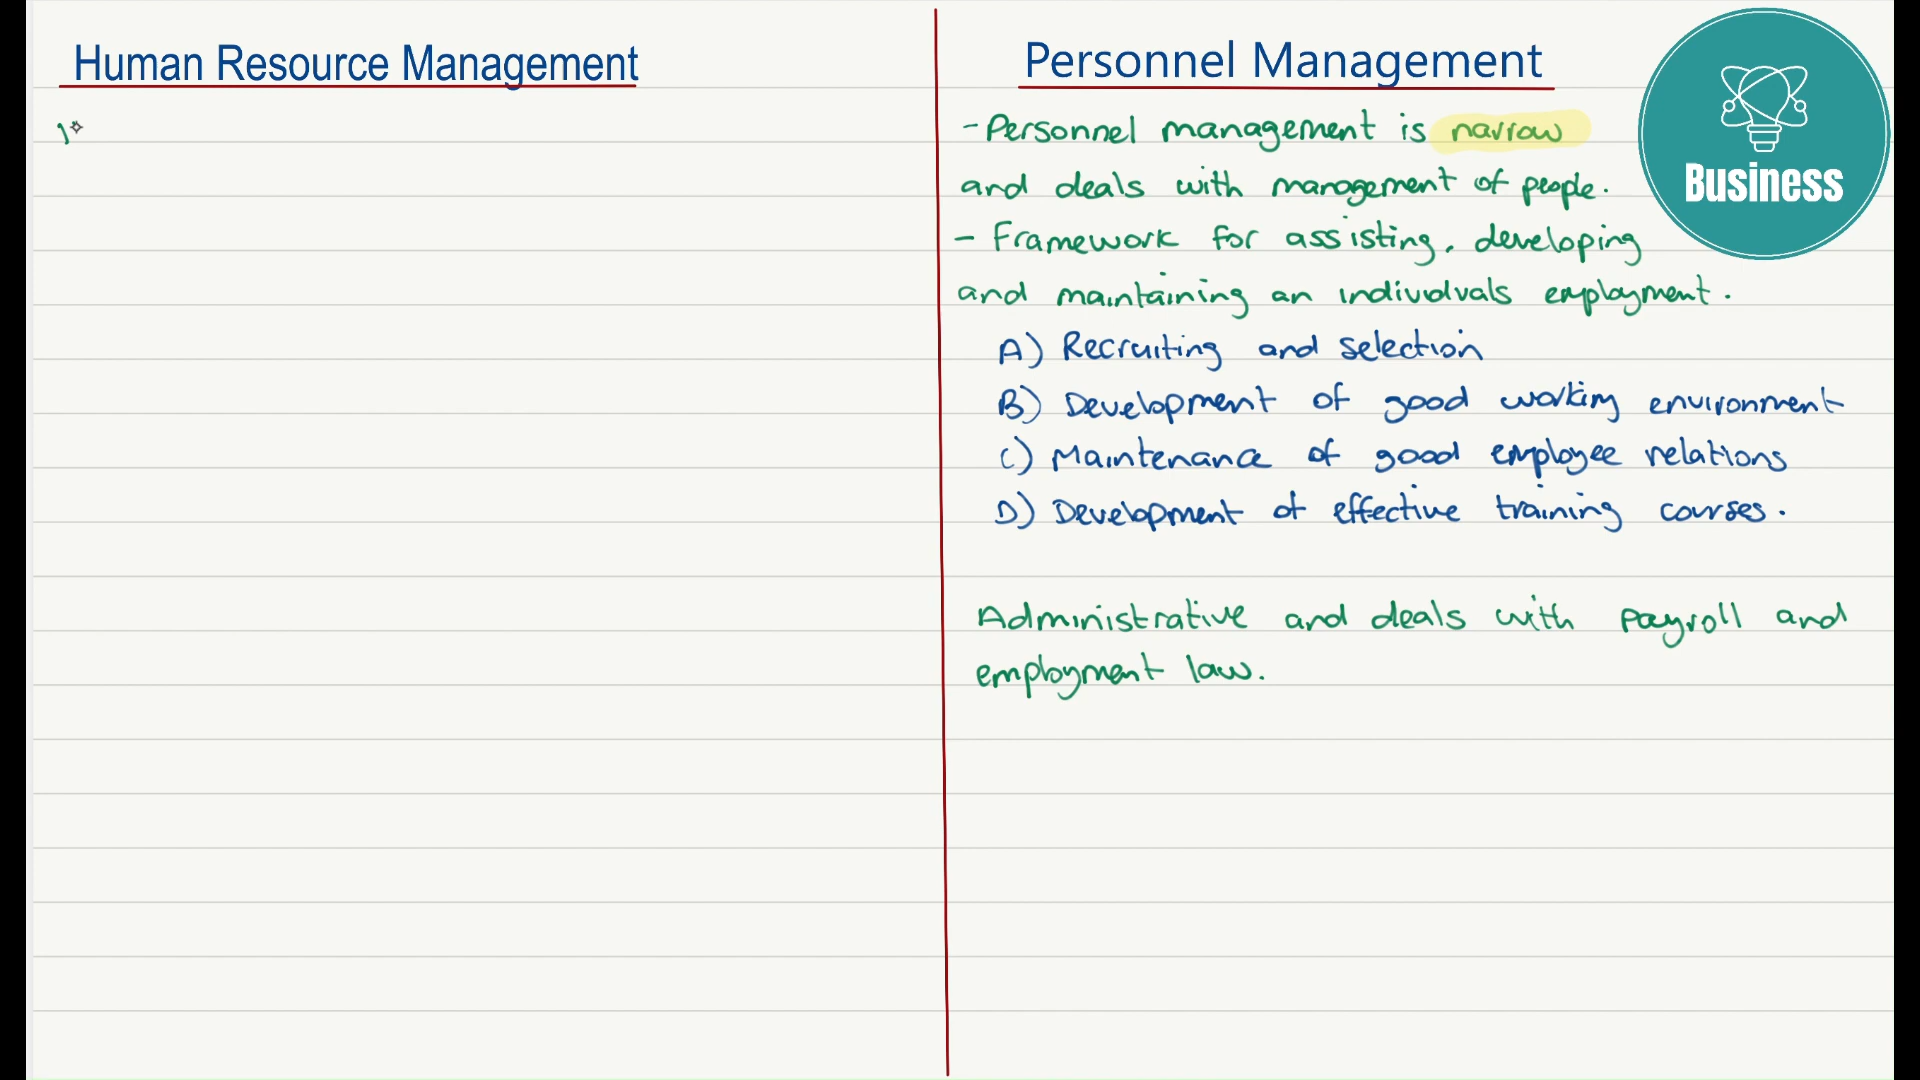 Human Resource Management
Personnel Management
- Personnel management is narrow
and deals with management of people.
- Framework for assisting, developing
and maintaining an individuals employment.
A) Recruiting and selection
B) Development of good working environment
C) Maintenance of good employee relations
D) Development of effective training courses.
Administrative and deals with payroll and
employment law.
Business